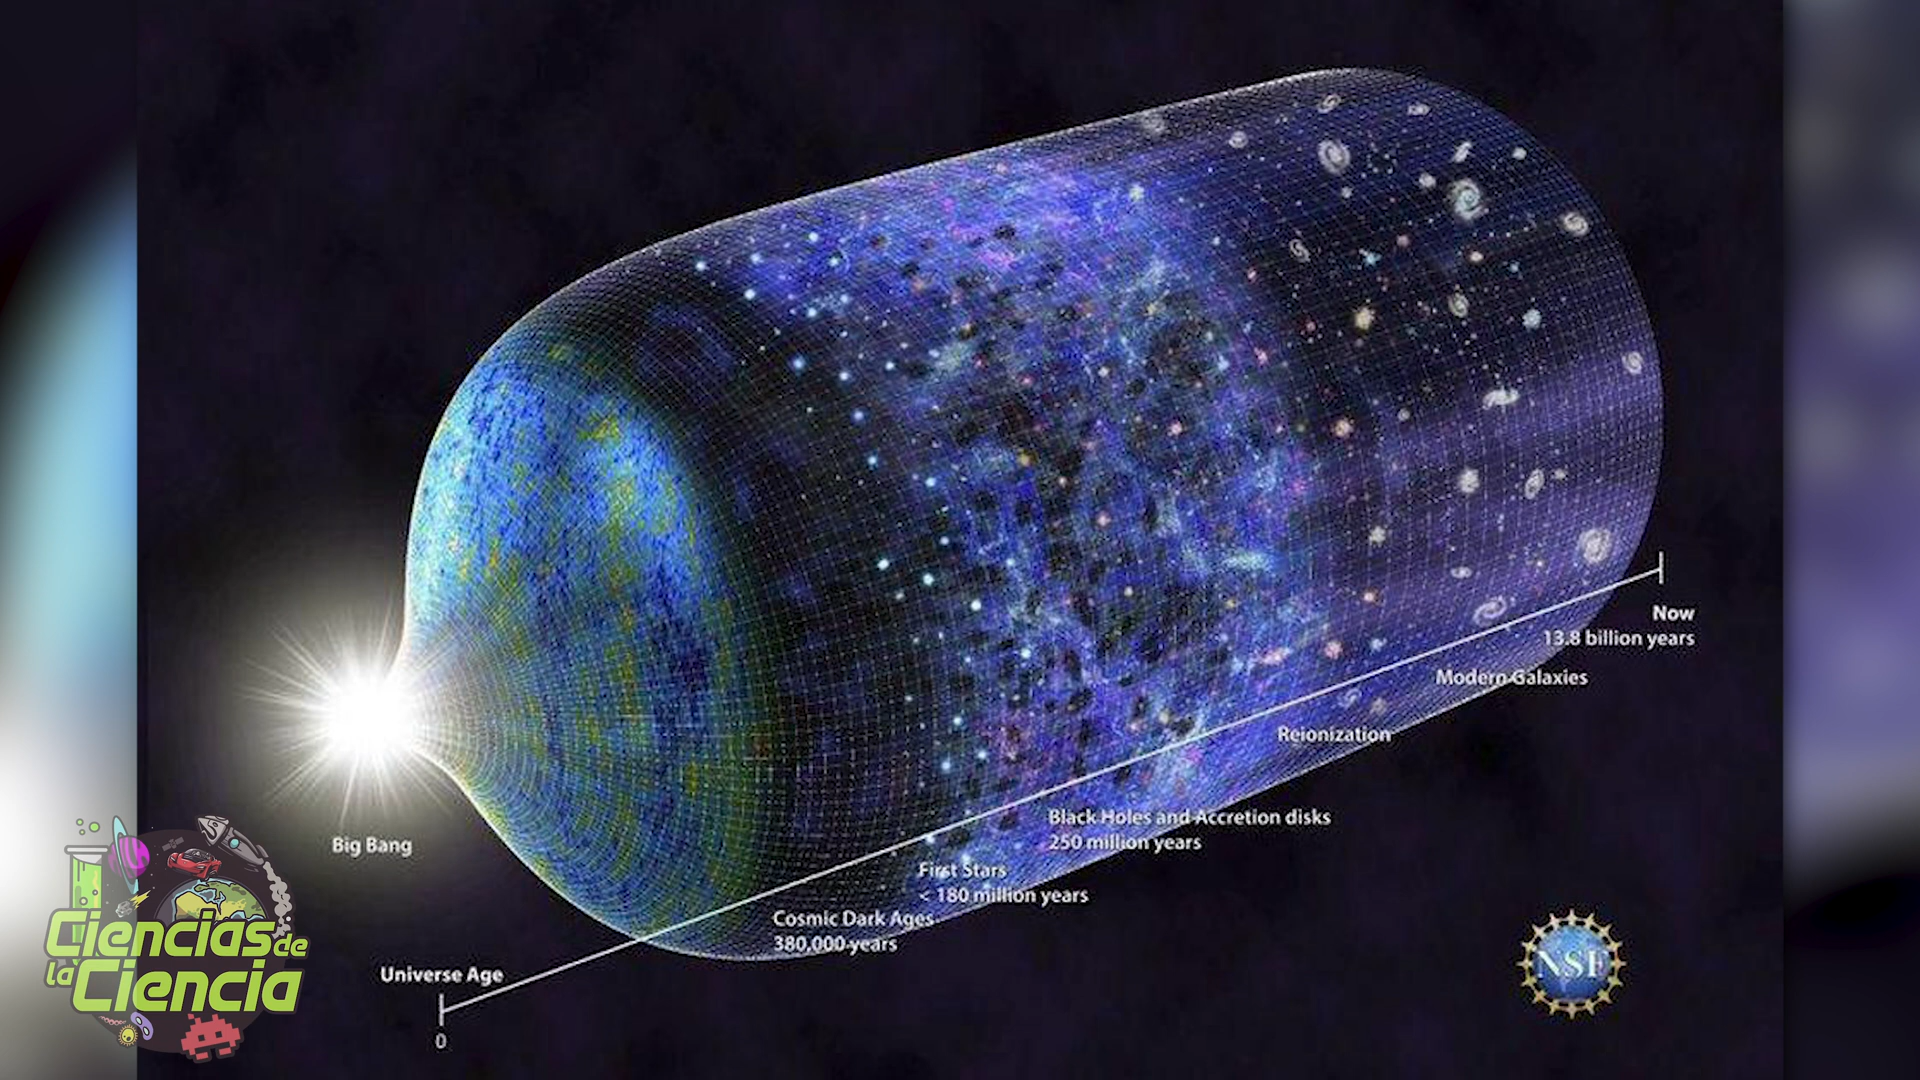 Now
13.8 billion years
Modern Galaxies
Reionization
Black Holes and Accretion disks
250 million years
First Stars
< 180 million years
Cosmic Dark Ages
380,000 years
Big Bang
Universe Age
0
NSF
Ciencias de
la Ciencia